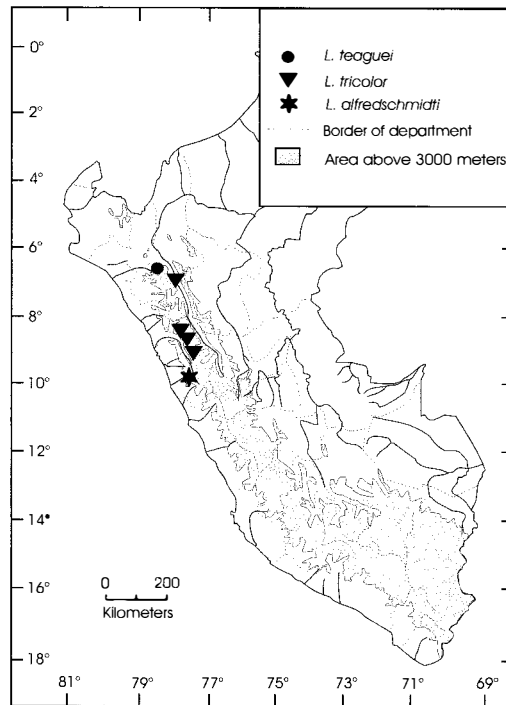 0°
L. teaguei
L. tricolor
2°
L. alfredschmidti
Border of department
4°
Area above 3000 meters
6°
8°
10°
12°
14°
16°
0 200
Kilometers
18°
81° 79° 77° 75° 73° 71° 69°